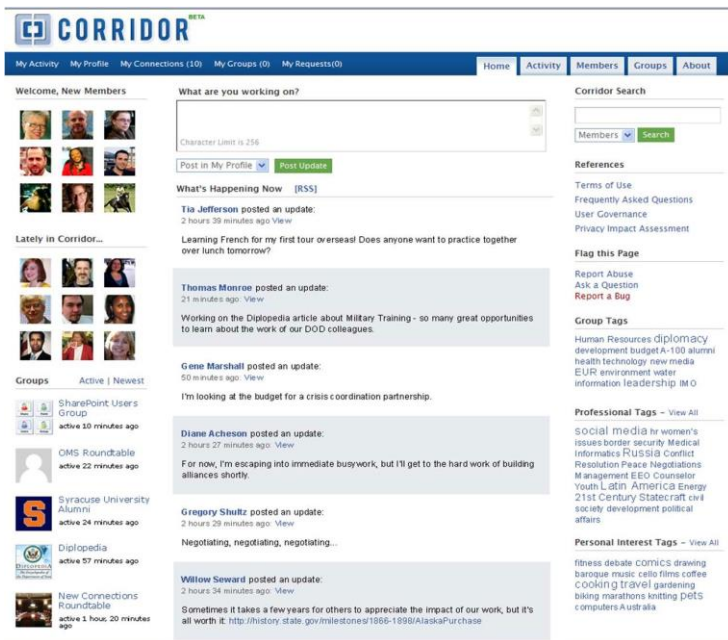 CORRIDOR BETA
My Activity My Profile My Connections (10) My Groups (0) My Requests(0)
Home Activity Members Groups About
Welcome, New Members
Lately in Corridor...
Groups Active | Newest
SharePoint Users
Group
active 10 minutes ago
OMS Roundtable
active 22 minutes ago
Syracuse University
Alumni
active 24 minutes ago
Diplopedia
active 57 minutes ago
New Connections
Roundtable
active 1 hour, 20 minutes
ago
What are you working on?
Character Limit is 256
Post in My Profile Post Update
What's Happening Now [RSS]
Tia Jefferson posted an update:
2 hours 39 minutes ago View
Learning French for my first tour overseas! Does anyone want to practice together
over lunch tomorrow?
Thomas Monroe posted an update:
21 minutes ago View
Working on the Diplopedia article about Military Training - so many great opportunities
to learn about the work of our DOD colleagues.
Gene Marshall posted an update:
50 minutes ago View
I'm looking at the budget for a crisis coordination partnership.
Diane Acheson posted an update:
2 hours 27 minutes ago View
For now, I'm escaping into immediate busywork, but I'll get to the hard work of building
alliances shortly.
Gregory Shultz posted an update:
2 hours 29 minutes ago View
Negotiating, negotiating, negotiating...
Willow Seward posted an update:
2 hours 34 minutes ago View
Sometimes it takes a few years for others to appreciate the impact of our work, but it's
all worth it: http://history.state.gov/milestones/1866-1898/AlaskaPurchase
Corridor Search
Members Search
References
Terms of Use
Frequently Asked Questions
User Governance
Privacy Impact Assessment
Flag this Page
Report Abuse
Ask a Question
Report a Bug
Group Tags
Human Resources diplomacy
development budget A-100 alumni
health technology new media
EUR environment water
information leadership IMO
Professional Tags – View All
social media hr women's
issues border security Medical
Informatics Russia Conflict
Resolution Peace Negotiations
Management EEO Counselor
Youth Latin America Energy
21st Century Statecraft civil
society development political
affairs
Personal Interest Tags – View All
fitness debate comics drawing
baroque music cello films coffee
cooking travel gardening
biking marathons knitting pets
computers Australia